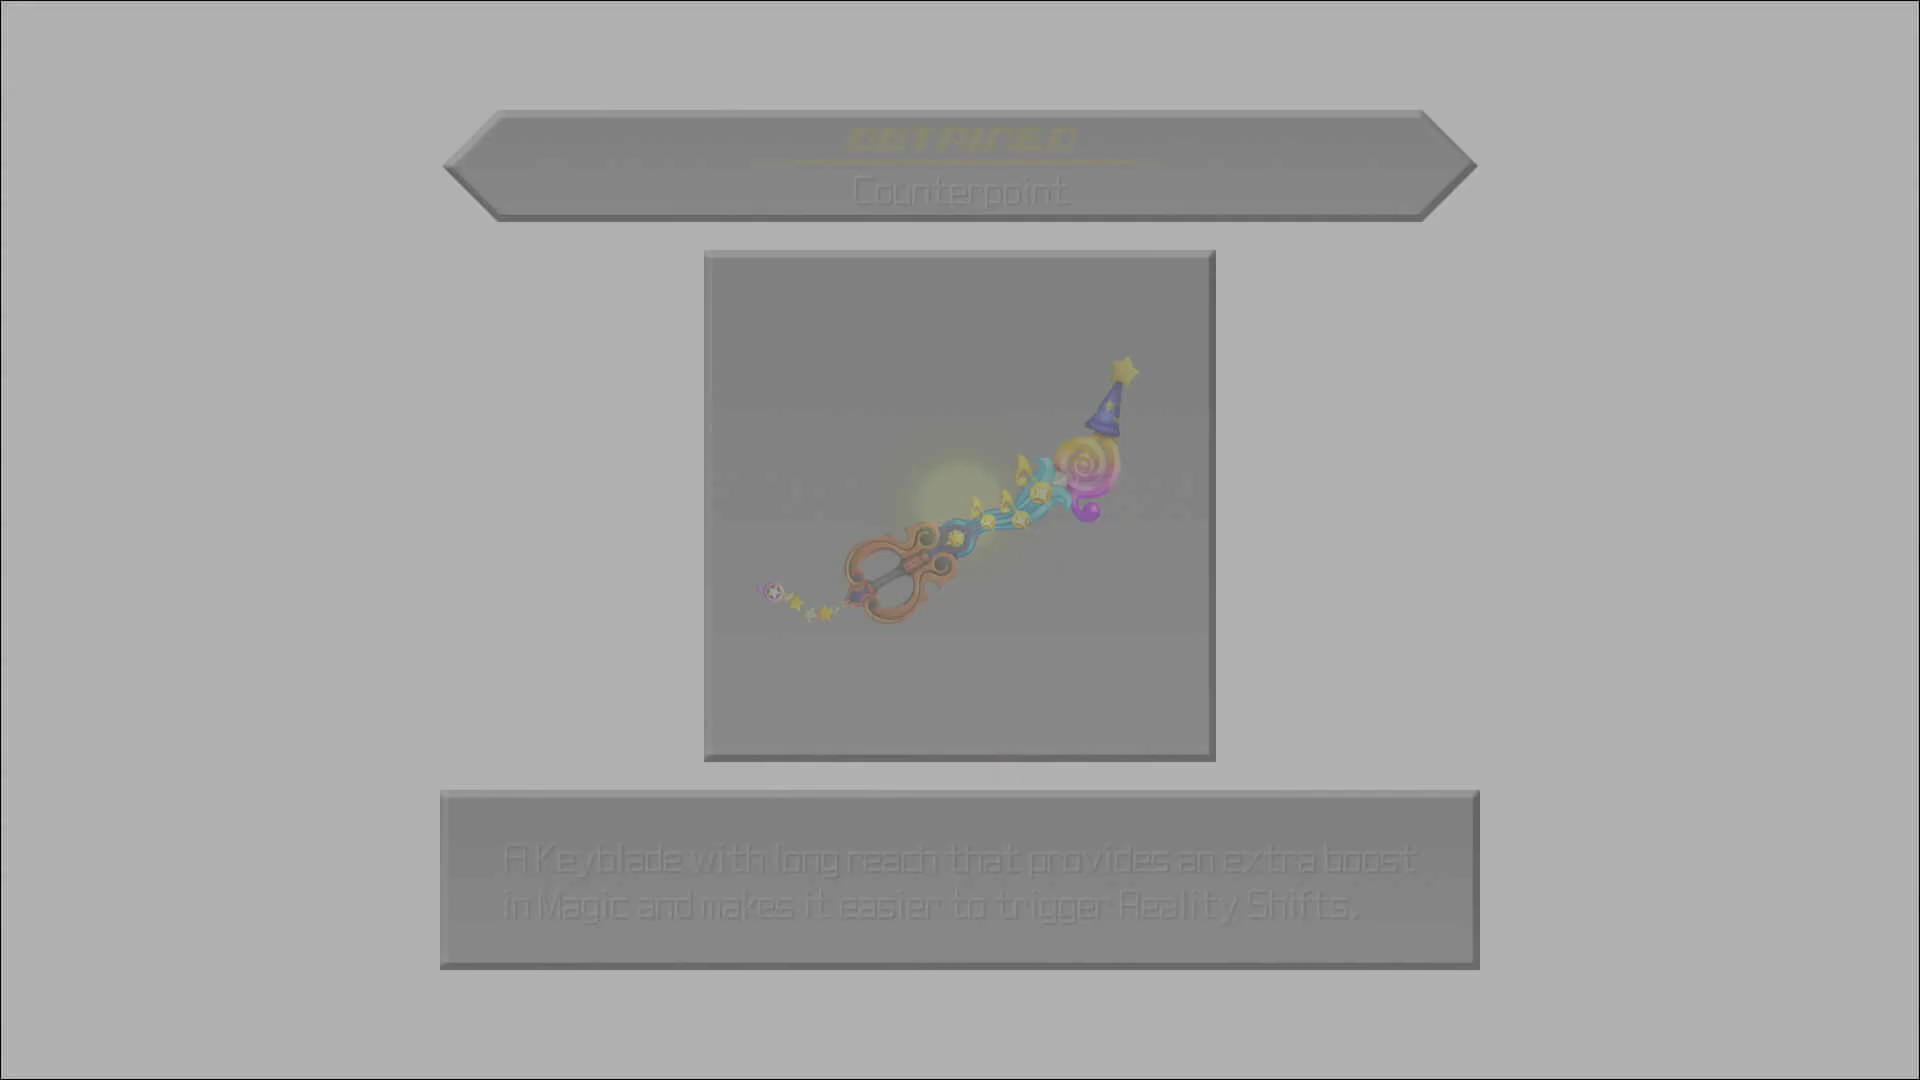 OBTAINED
Counterpoint
A Keyblade with long reach that provides an extra boost
in Magic and makes it easier to trigger Reality Shifts.